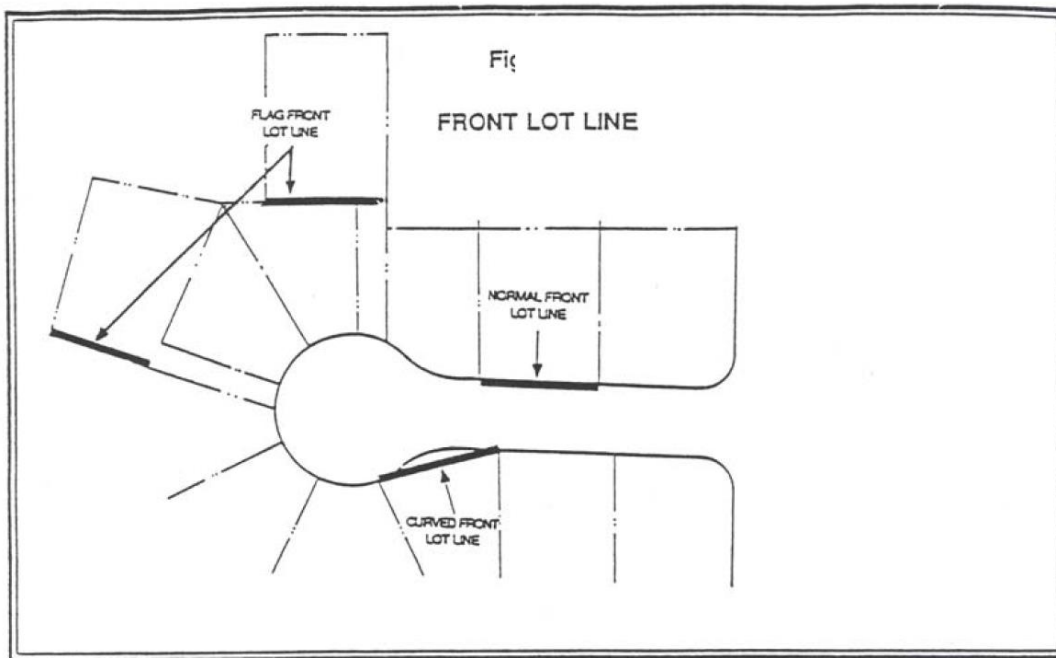 Fig
FRONT LOT LINE
FLAG FRONT
LOT LINE
NORMAL FRONT
LOT LINE
CURVED FRONT
LOT LINE